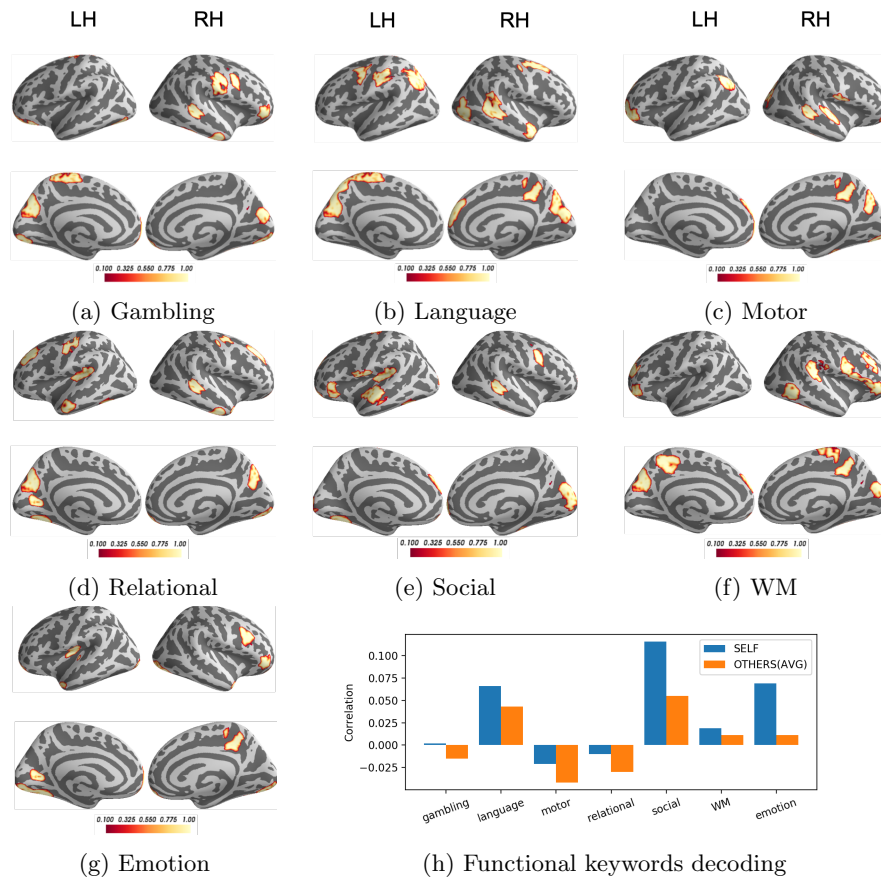 LH RH LH RH LH RH
0.100 0.325 0.550 0.775 1.00
0.100 0.325 0.550 0.775 1.00
0.100 0.325 0.550 0.775 1.00
(a) Gambling
(b) Language
(c) Motor
0.100 0.325 0.550 0.775 1.00
0.100 0.325 0.550 0.775 1.00
0.100 0.325 0.550 0.775 1.00
(d) Relational
(e) Social
(f) WM
0.100 0.325 0.550 0.775 1.00
(g) Emotion
SELF
OTHERS(AVG)
Correlation
0.100
0.075
0.050
0.025
0.000
−0.025
gambling
language
motor
relational
social
WM
emotion
(h) Functional keywords decoding